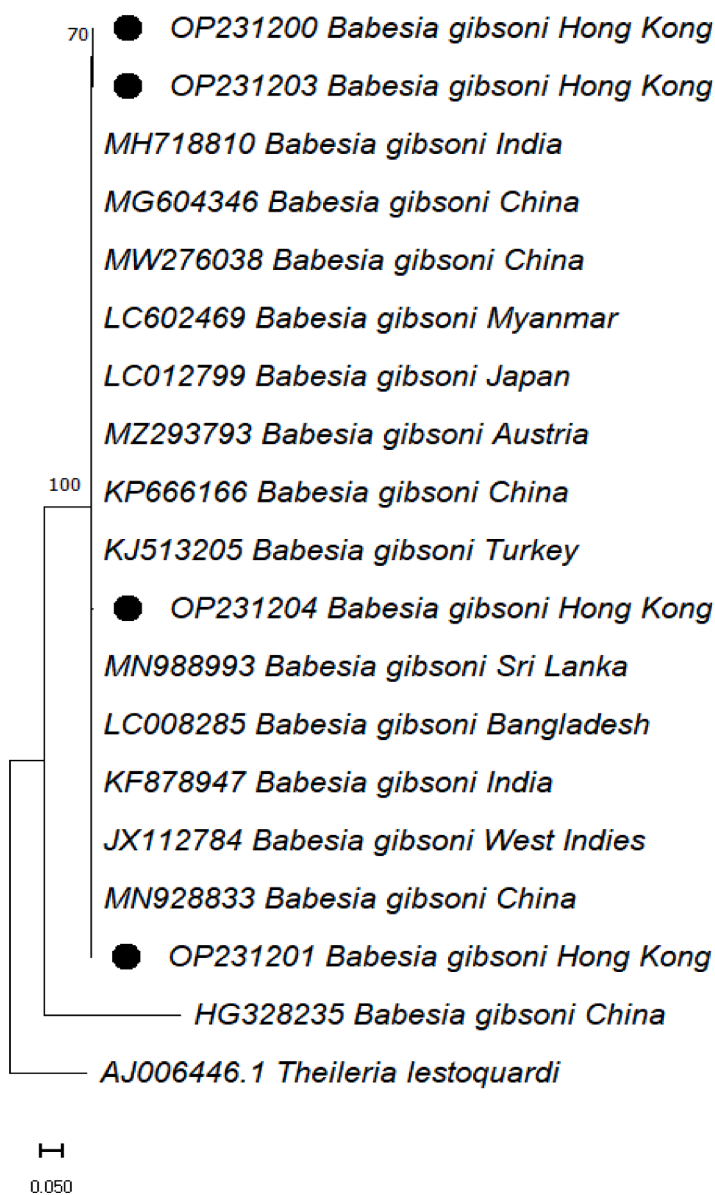 70
OP231200 Babesia gibsoni Hong Kong
OP231203 Babesia gibsoni Hong Kong
MH718810 Babesia gibsoni India
MG604346 Babesia gibsoni China
MW276038 Babesia gibsoni China
LC602469 Babesia gibsoni Myanmar
LC012799 Babesia gibsoni Japan
MZ293793 Babesia gibsoni Austria
100
KP666166 Babesia gibsoni China
KJ513205 Babesia gibsoni Turkey
OP231204 Babesia gibsoni Hong Kong
MN988993 Babesia gibsoni Sri Lanka
LC008285 Babesia gibsoni Bangladesh
KF878947 Babesia gibsoni India
JX112784 Babesia gibsoni West Indies
MN928833 Babesia gibsoni China
OP231201 Babesia gibsoni Hong Kong
HG328235 Babesia gibsoni China
AJ006446.1 Theileria lestoquardi
0.050